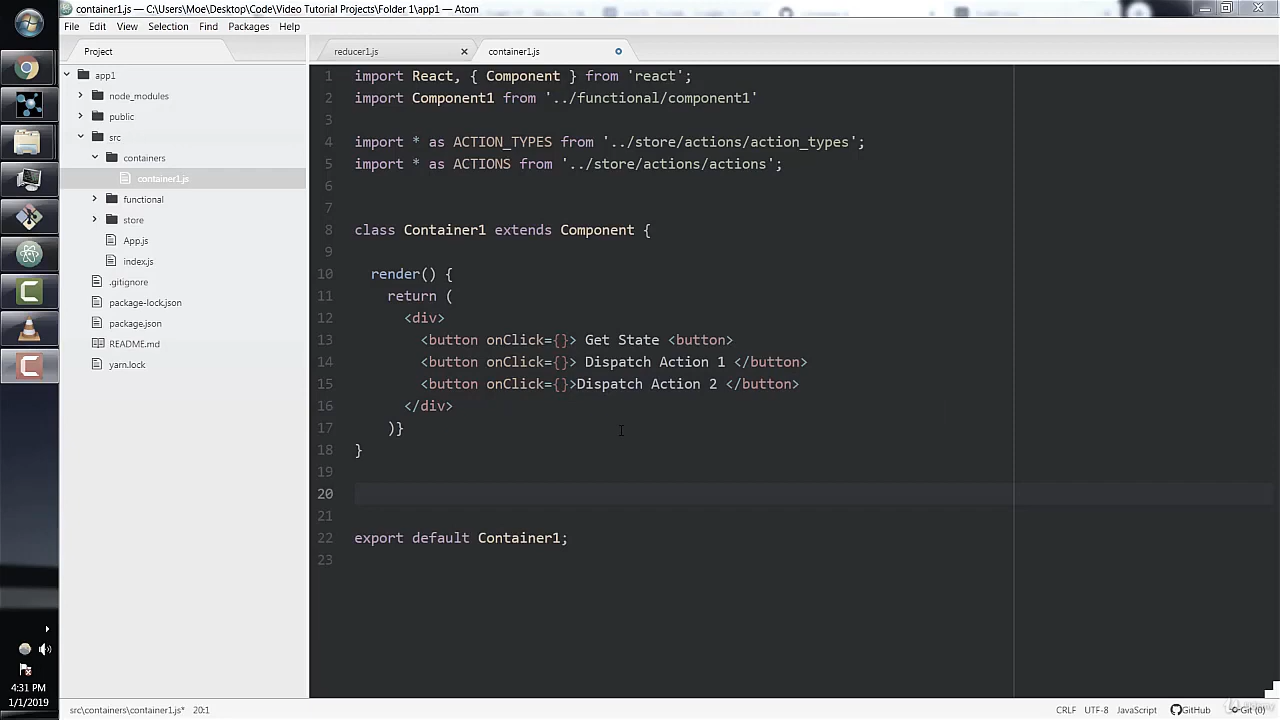 container1.js — C:\Users\Moe\Desktop\Code\Video Tutorial Projects\Folder 1\app1 — Atom
File Edit View Selection Find Packages Help
Project
reducer1.js
container1.js
app1
node_modules
public
src
containers
container1.js
functional
store
App.js
index.js
.gitignore
package-lock.json
package.json
README.md
yarn.lock
1 import React, { Component } from 'react';
2 import Component1 from '../functional/component1'
3
4 import * as ACTION_TYPES from '../store/actions/action_types';
5 import * as ACTIONS from '../store/actions/actions';
6
7
8 class Container1 extends Component {
9
10 render() {
11 return (
12 <div>
13 <button onClick={}> Get State <button>
14 <button onClick={}> Dispatch Action 1 </button>
15 <button onClick={}>Dispatch Action 2 </button>
16 </div>
17 )}
18 }
19
20
21
22 export default Container1;
23
4:31 PM
1/1/2019
src\containers\container1.js* 20:1
CRLF UTF-8 JavaScript GitHub Git (0)